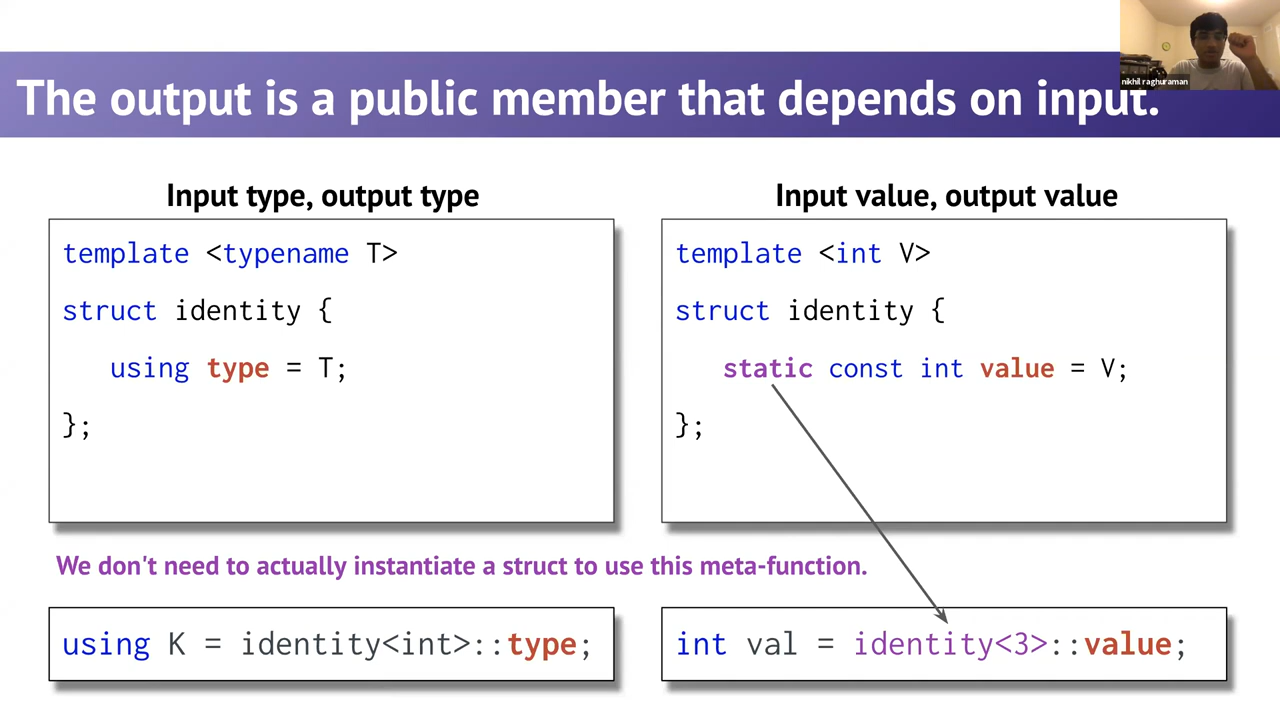 nikhil raghuraman
The output is a public member that depends on input.
Input type, output type
template <typename T>
struct identity {
using type = T;
};
Input value, output value
template <int V>
struct identity {
static const int value = V;
};
We don't need to actually instantiate a struct to use this meta-function.
using K = identity<int>::type;
int val = identity<3>::value;